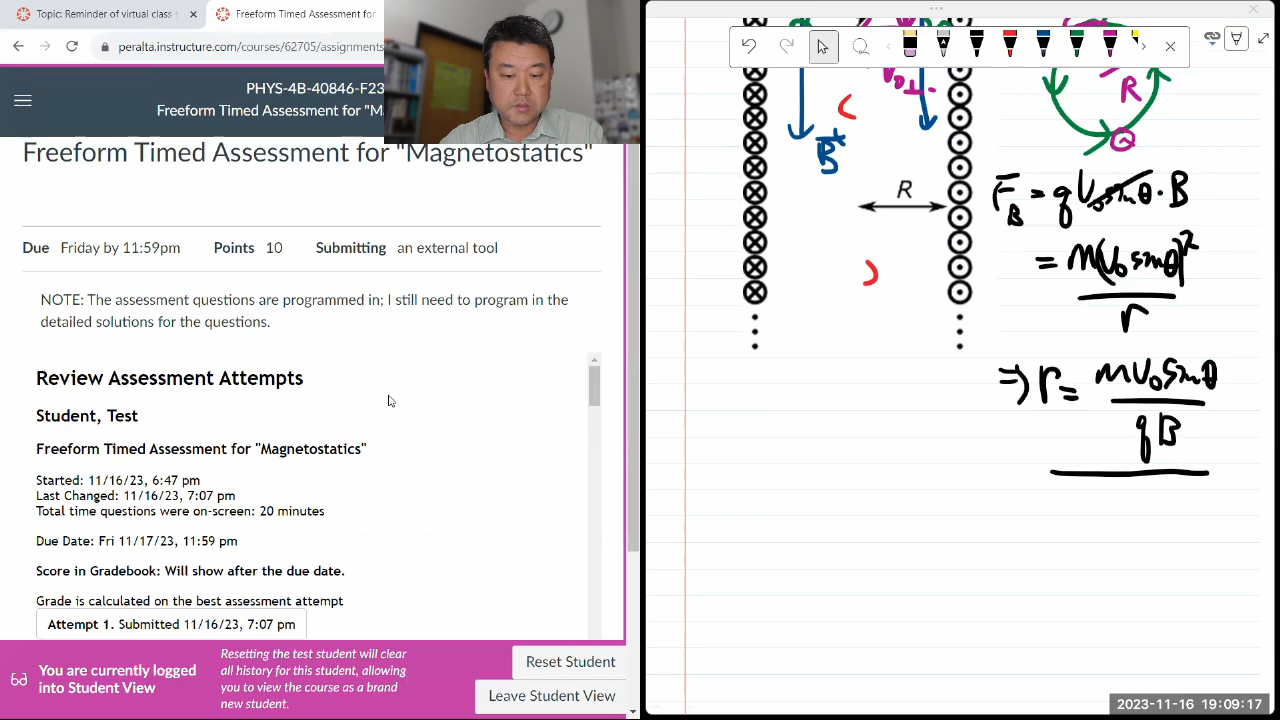 Topic: Reminder of virtual class s
Freeform Timed Assessment for
peralta.instructure.com/courses/62705/assignments
PHYS-4B-40846-F23
Freeform Timed Assessment for "Ma
Freeform Timed Assessment for "Magnetostatics"
Due Friday by 11:59pm Points 10 Submitting an external tool
NOTE: The assessment questions are programmed in; I still need to program in the
detailed solutions for the questions.
Review Assessment Attempts
Student, Test
Freeform Timed Assessment for "Magnetostatics"
Started: 11/16/23, 6:47 pm
Last Changed: 11/16/23, 7:07 pm
Total time questions were on-screen: 20 minutes
Due Date: Fri 11/17/23, 11:59 pm
Score in Gradebook: Will show after the due date.
Grade is calculated on the best assessment attempt
Attempt 1. Submitted 11/16/23, 7:07 pm
You are currently logged
into Student View
Resetting the test student will clear
all history for this student, allowing
you to view the course as a brand
new student.
Reset Student
Leave Student View
R
B
R
F_B = q v₀ sin θ · B
= m(v₀ sin θ)²
r
⇒ r = m v₀ sin θ
qB
2023-11-16 19:09:17